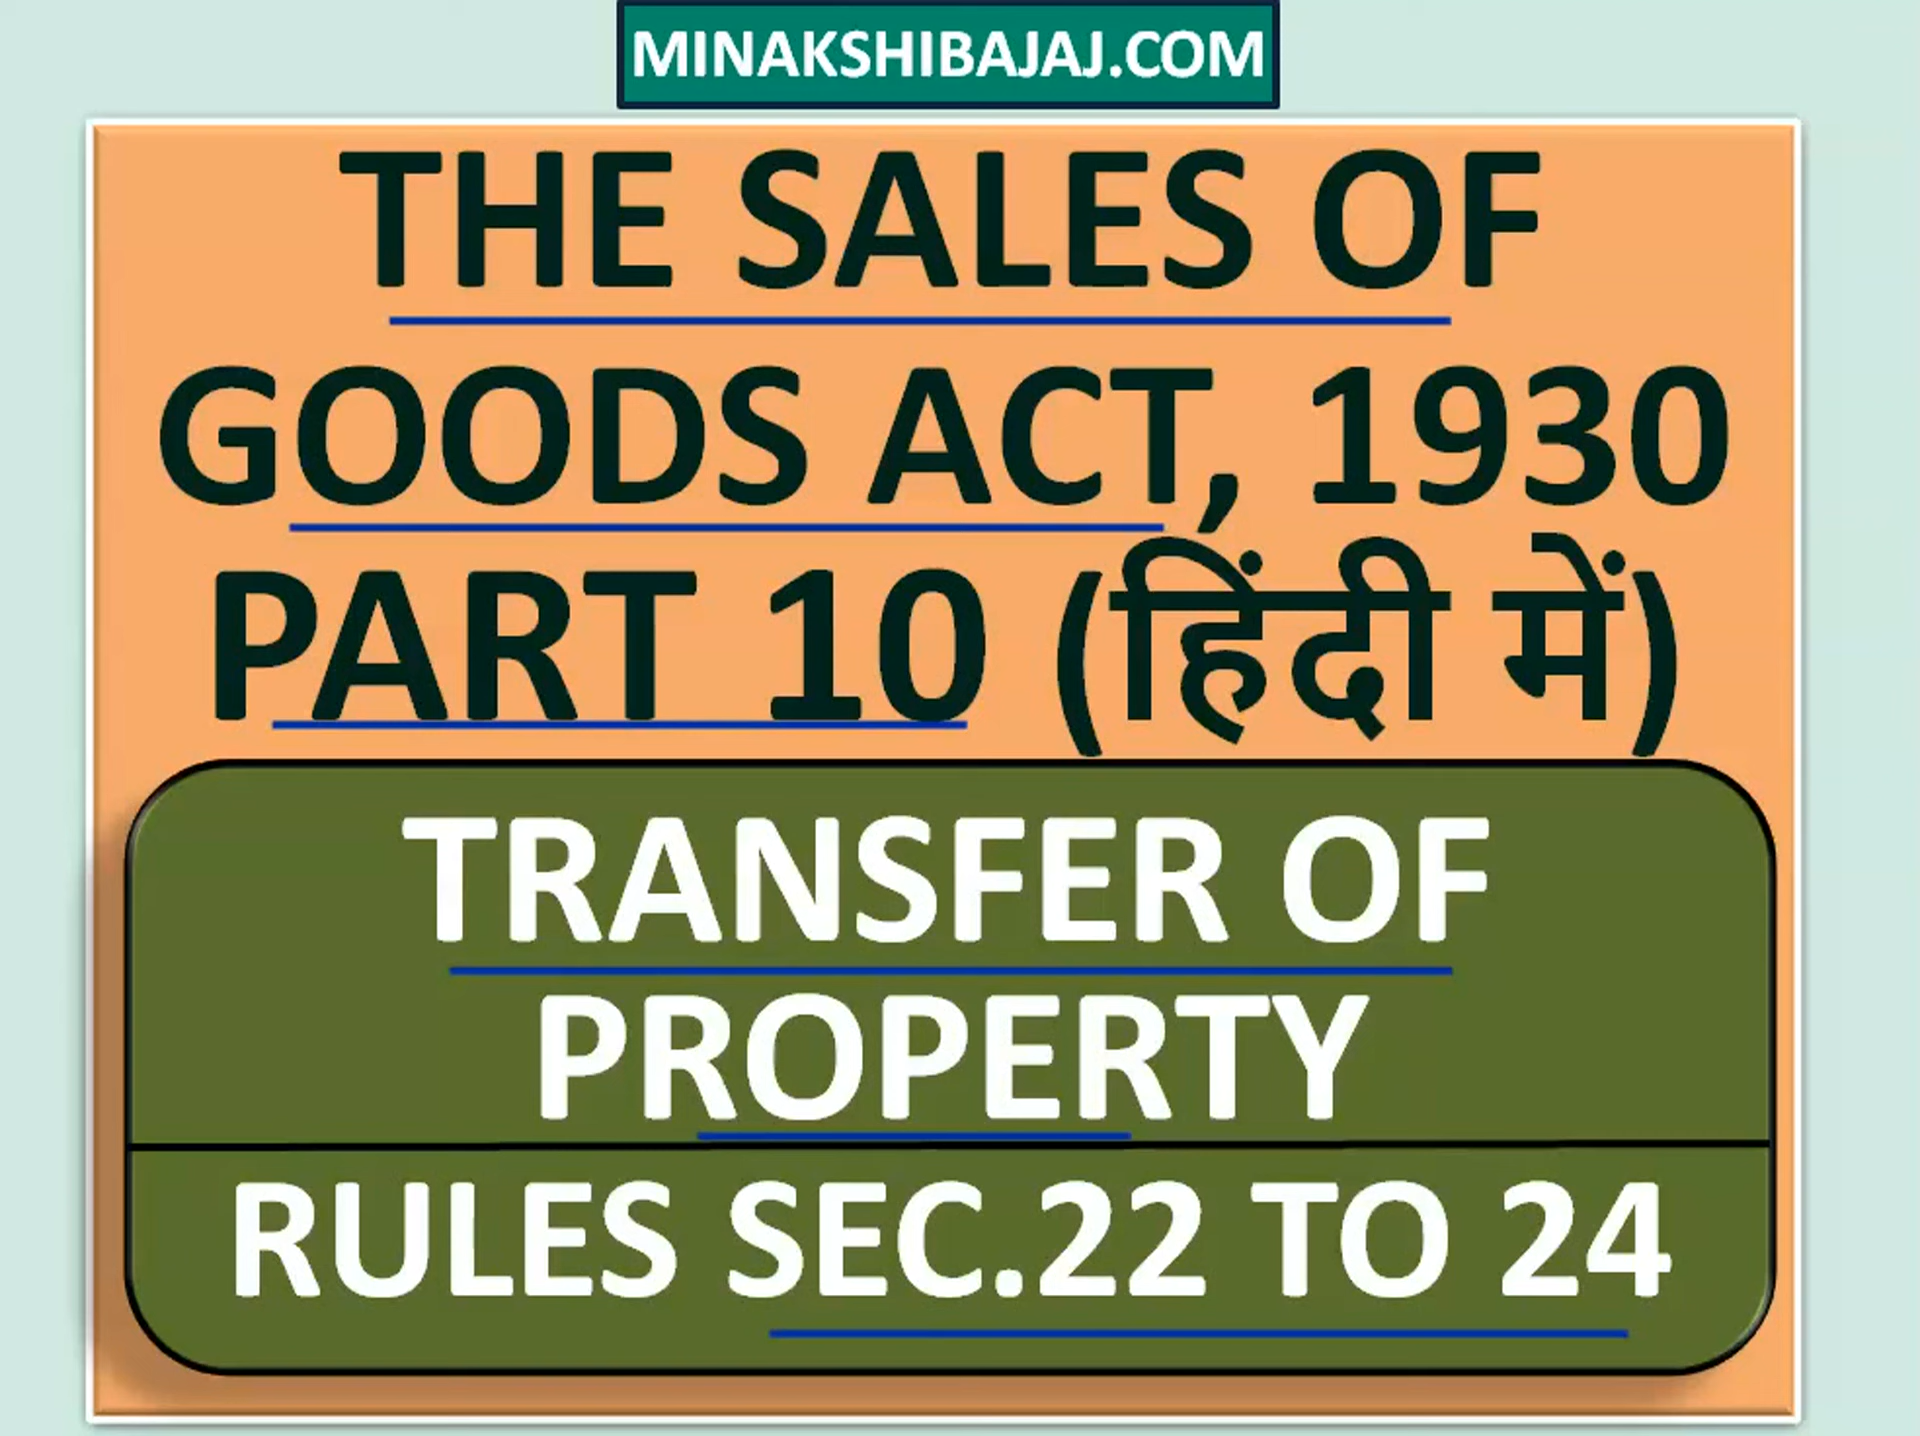 MINAKSHIBAJAJ.COM
THE SALES OF
GOODS ACT, 1930
PART 10 (हिंदी में)
TRANSFER OF
PROPERTY
RULES SEC.22 TO 24